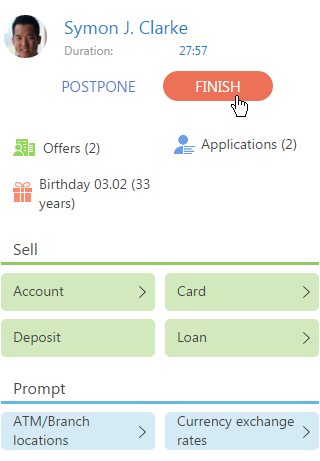 Symon J. Clarke
Duration: 27:57
POSTPONE FINISH
Offers (2) Applications (2)
Birthday 03.02 (33
years)
Sell
Account Card
Deposit Loan
Prompt
ATM/Branch
locations
Currency exchange
rates